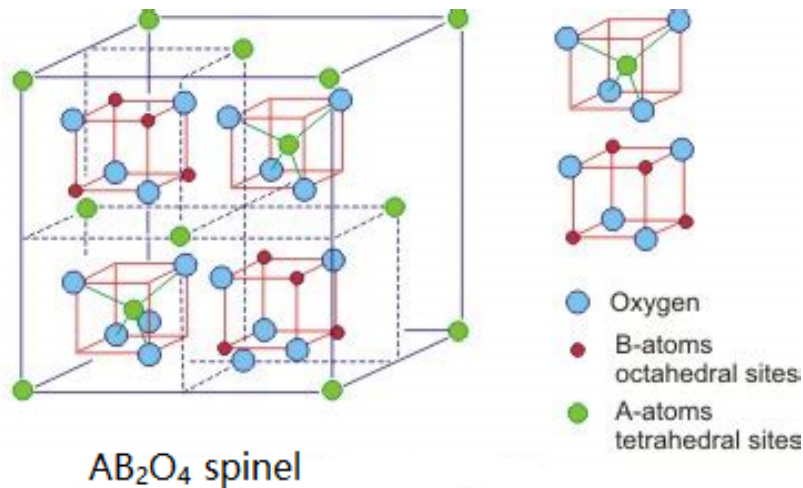 Oxygen
B-atoms
octahedral sites
A-atoms
tetrahedral sites
AB₂O₄ spinel